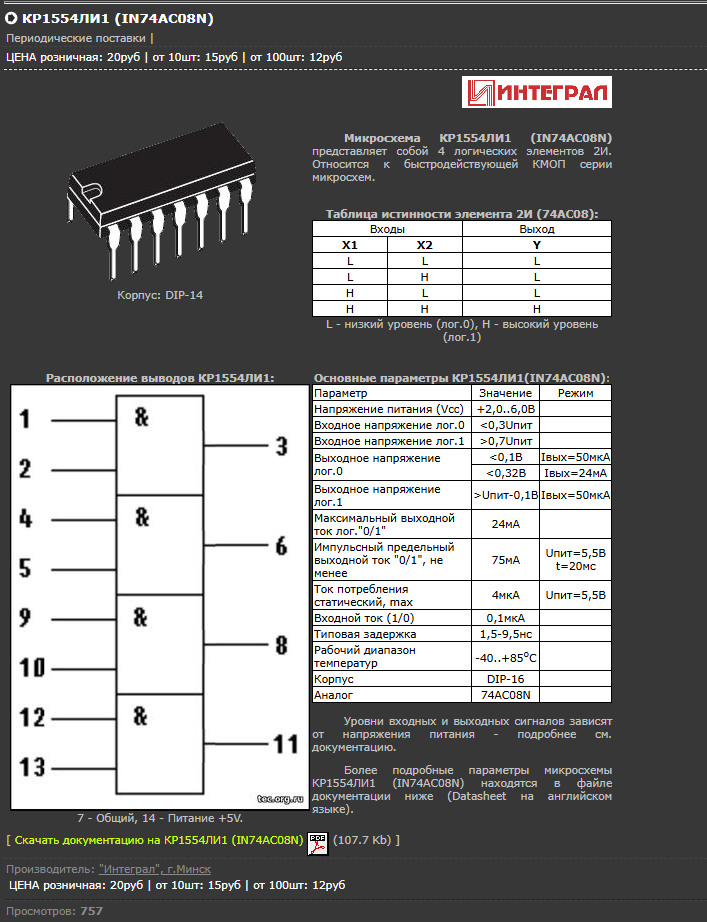 КР1554ЛИ1 (IN74AC08N)
Периодические поставки |
ЦЕНА розничная: 20руб | от 10шт: 15руб | от 100шт: 12руб
ИНТЕГРАЛ
Микросхема КР1554ЛИ1 (IN74AC08N)
представляет собой 4 логических элементов 2И.
Относится к быстродействующей КМОП серии
микросхем.
Корпус: DIP-14
Таблица истинности элемента 2И (74AC08):
Входы Выход
X1 X2 Y
L L L
L H L
H L L
H H H
L - низкий уровень (лог.0), H - высокий уровень
(лог.1)
Расположение выводов КР1554ЛИ1:
1 & 3
2
4 & 6
5
9 & 8
10
12 & 11
13
tec.org.ru
7 - Общий, 14 - Питание +5V.
Основные параметры КР1554ЛИ1(IN74AC08N):
Параметр Значение Режим
Напряжение питания (Vcc) +2,0..6,0В
Входное напряжение лог.0 <0,3Uпит
Входное напряжение лог.1 >0,7Uпит
Выходное напряжение
лог.0
<0,1В Iвых=50мкА
<0,32В Iвых=24мА
Выходное напряжение
лог.1
>Uпит-0,1В Iвых=50мкА
Максимальный выходной
ток лог."0/1"
24мА
Импульсный предельный
выходной ток "0/1", не
менее
75мА
Uпит=5,5В
t=20мс
Ток потребления
статический, max
4мкА Uпит=5,5В
Входной ток (1/0) 0,1мкА
Типовая задержка 1,5-9,5нс
Рабочий диапазон
температур
-40..+85°С
Корпус DIP-16
Аналог 74AC08N
Уровни входных и выходных сигналов зависят
от напряжения питания - подробнее см.
документацию.
Более подробные параметры микросхемы
КР1554ЛИ1 (IN74AC08N) находятся в файле
документации ниже (Datasheet на английском
языке).
[ Скачать документацию на КР1554ЛИ1 (IN74AC08N) PDF (107.7 Kb) ]
Производитель: "Интеграл", г.Минск
ЦЕНА розничная: 20руб | от 10шт: 15руб | от 100шт: 12руб
Просмотров: 757